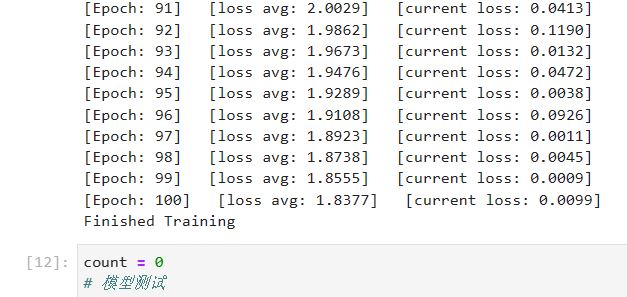 [Epoch: 91] [loss avg: 2.0029] [current loss: 0.0413]
[Epoch: 92] [loss avg: 1.9862] [current loss: 0.1190]
[Epoch: 93] [loss avg: 1.9673] [current loss: 0.0132]
[Epoch: 94] [loss avg: 1.9476] [current loss: 0.0472]
[Epoch: 95] [loss avg: 1.9289] [current loss: 0.0038]
[Epoch: 96] [loss avg: 1.9108] [current loss: 0.0926]
[Epoch: 97] [loss avg: 1.8923] [current loss: 0.0011]
[Epoch: 98] [loss avg: 1.8738] [current loss: 0.0045]
[Epoch: 99] [loss avg: 1.8555] [current loss: 0.0009]
[Epoch: 100] [loss avg: 1.8377] [current loss: 0.0099]
Finished Training
[12]: count = 0
# 模型测试